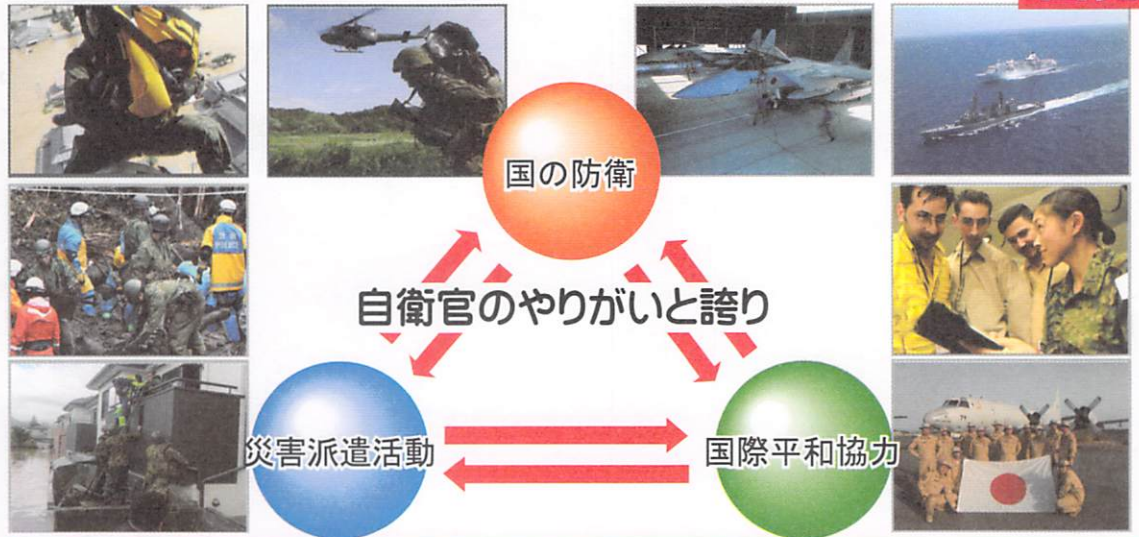 国の防衛
自衛官のやりがいと誇り
災害派遣活動
国際平和協力